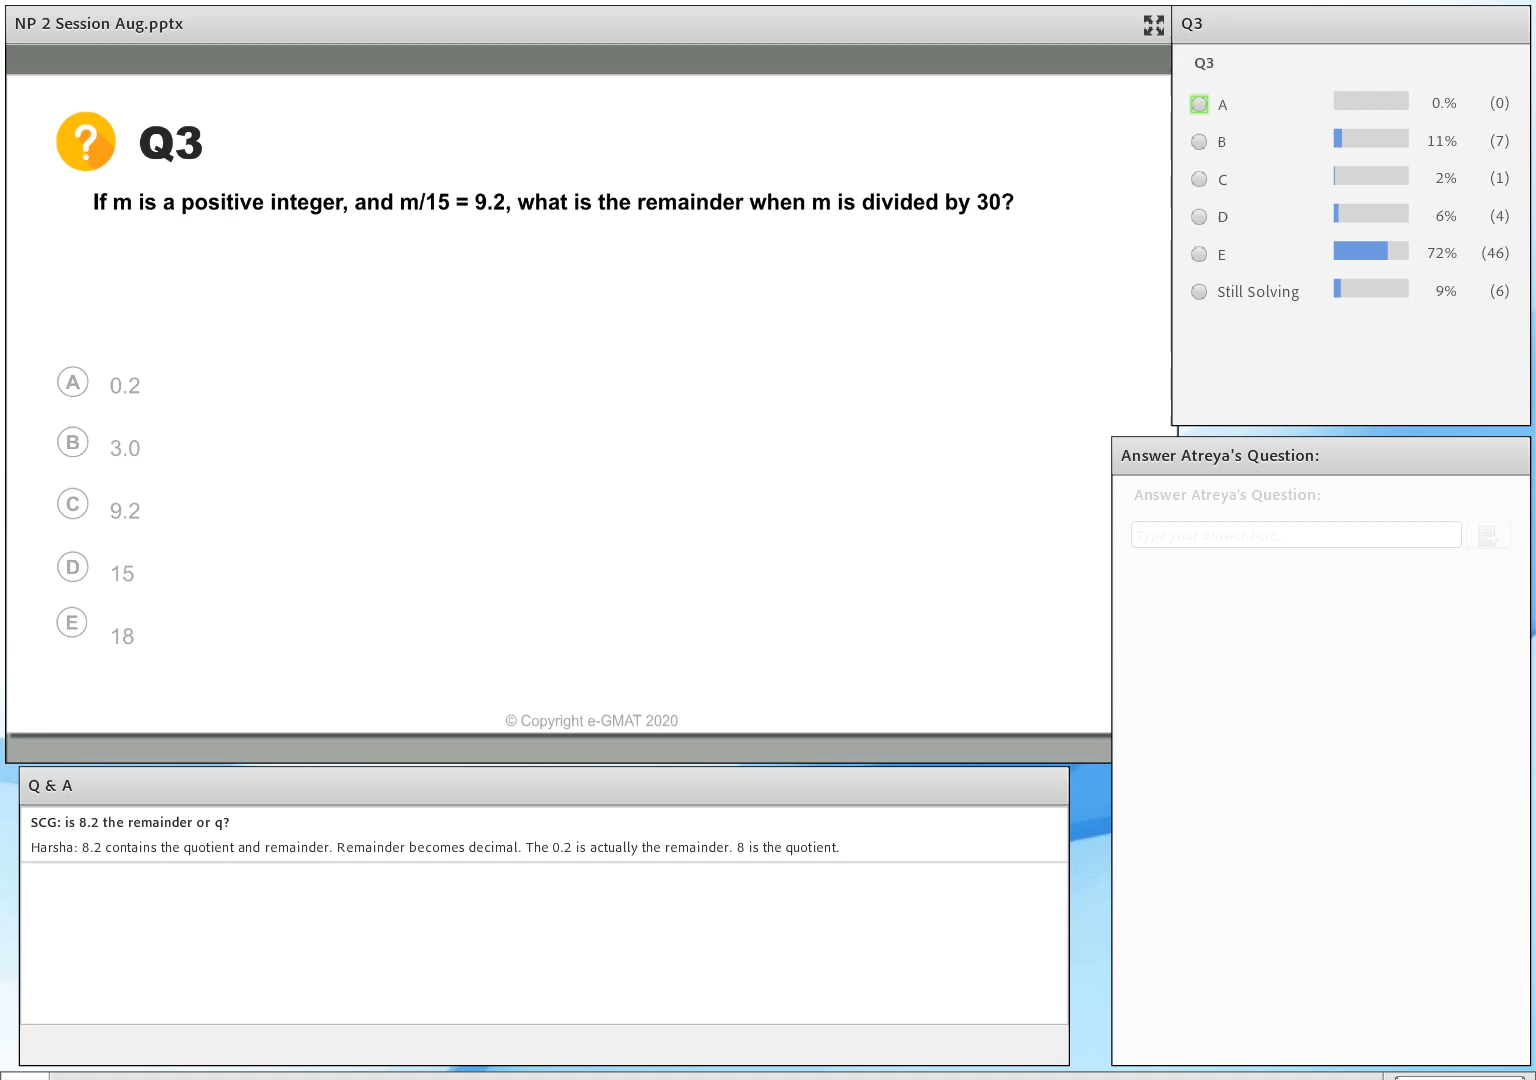 NP 2 Session Aug.pptx
Q3
If m is a positive integer, and m/15 = 9.2, what is the remainder when m is divided by 30?
A 0.2
B 3.0
C 9.2
D 15
E 18
© Copyright e-GMAT 2020
Q3
Q3
A 0.% (0)
B 11% (7)
C 2% (1)
D 6% (4)
E 72% (46)
Still Solving 9% (6)
Answer Atreya's Question:
Answer Atreya's Question:
Type your answer here...
Q & A
SCG: is 8.2 the remainder or q?
Harsha: 8.2 contains the quotient and remainder. Remainder becomes decimal. The 0.2 is actually the remainder. 8 is the quotient.